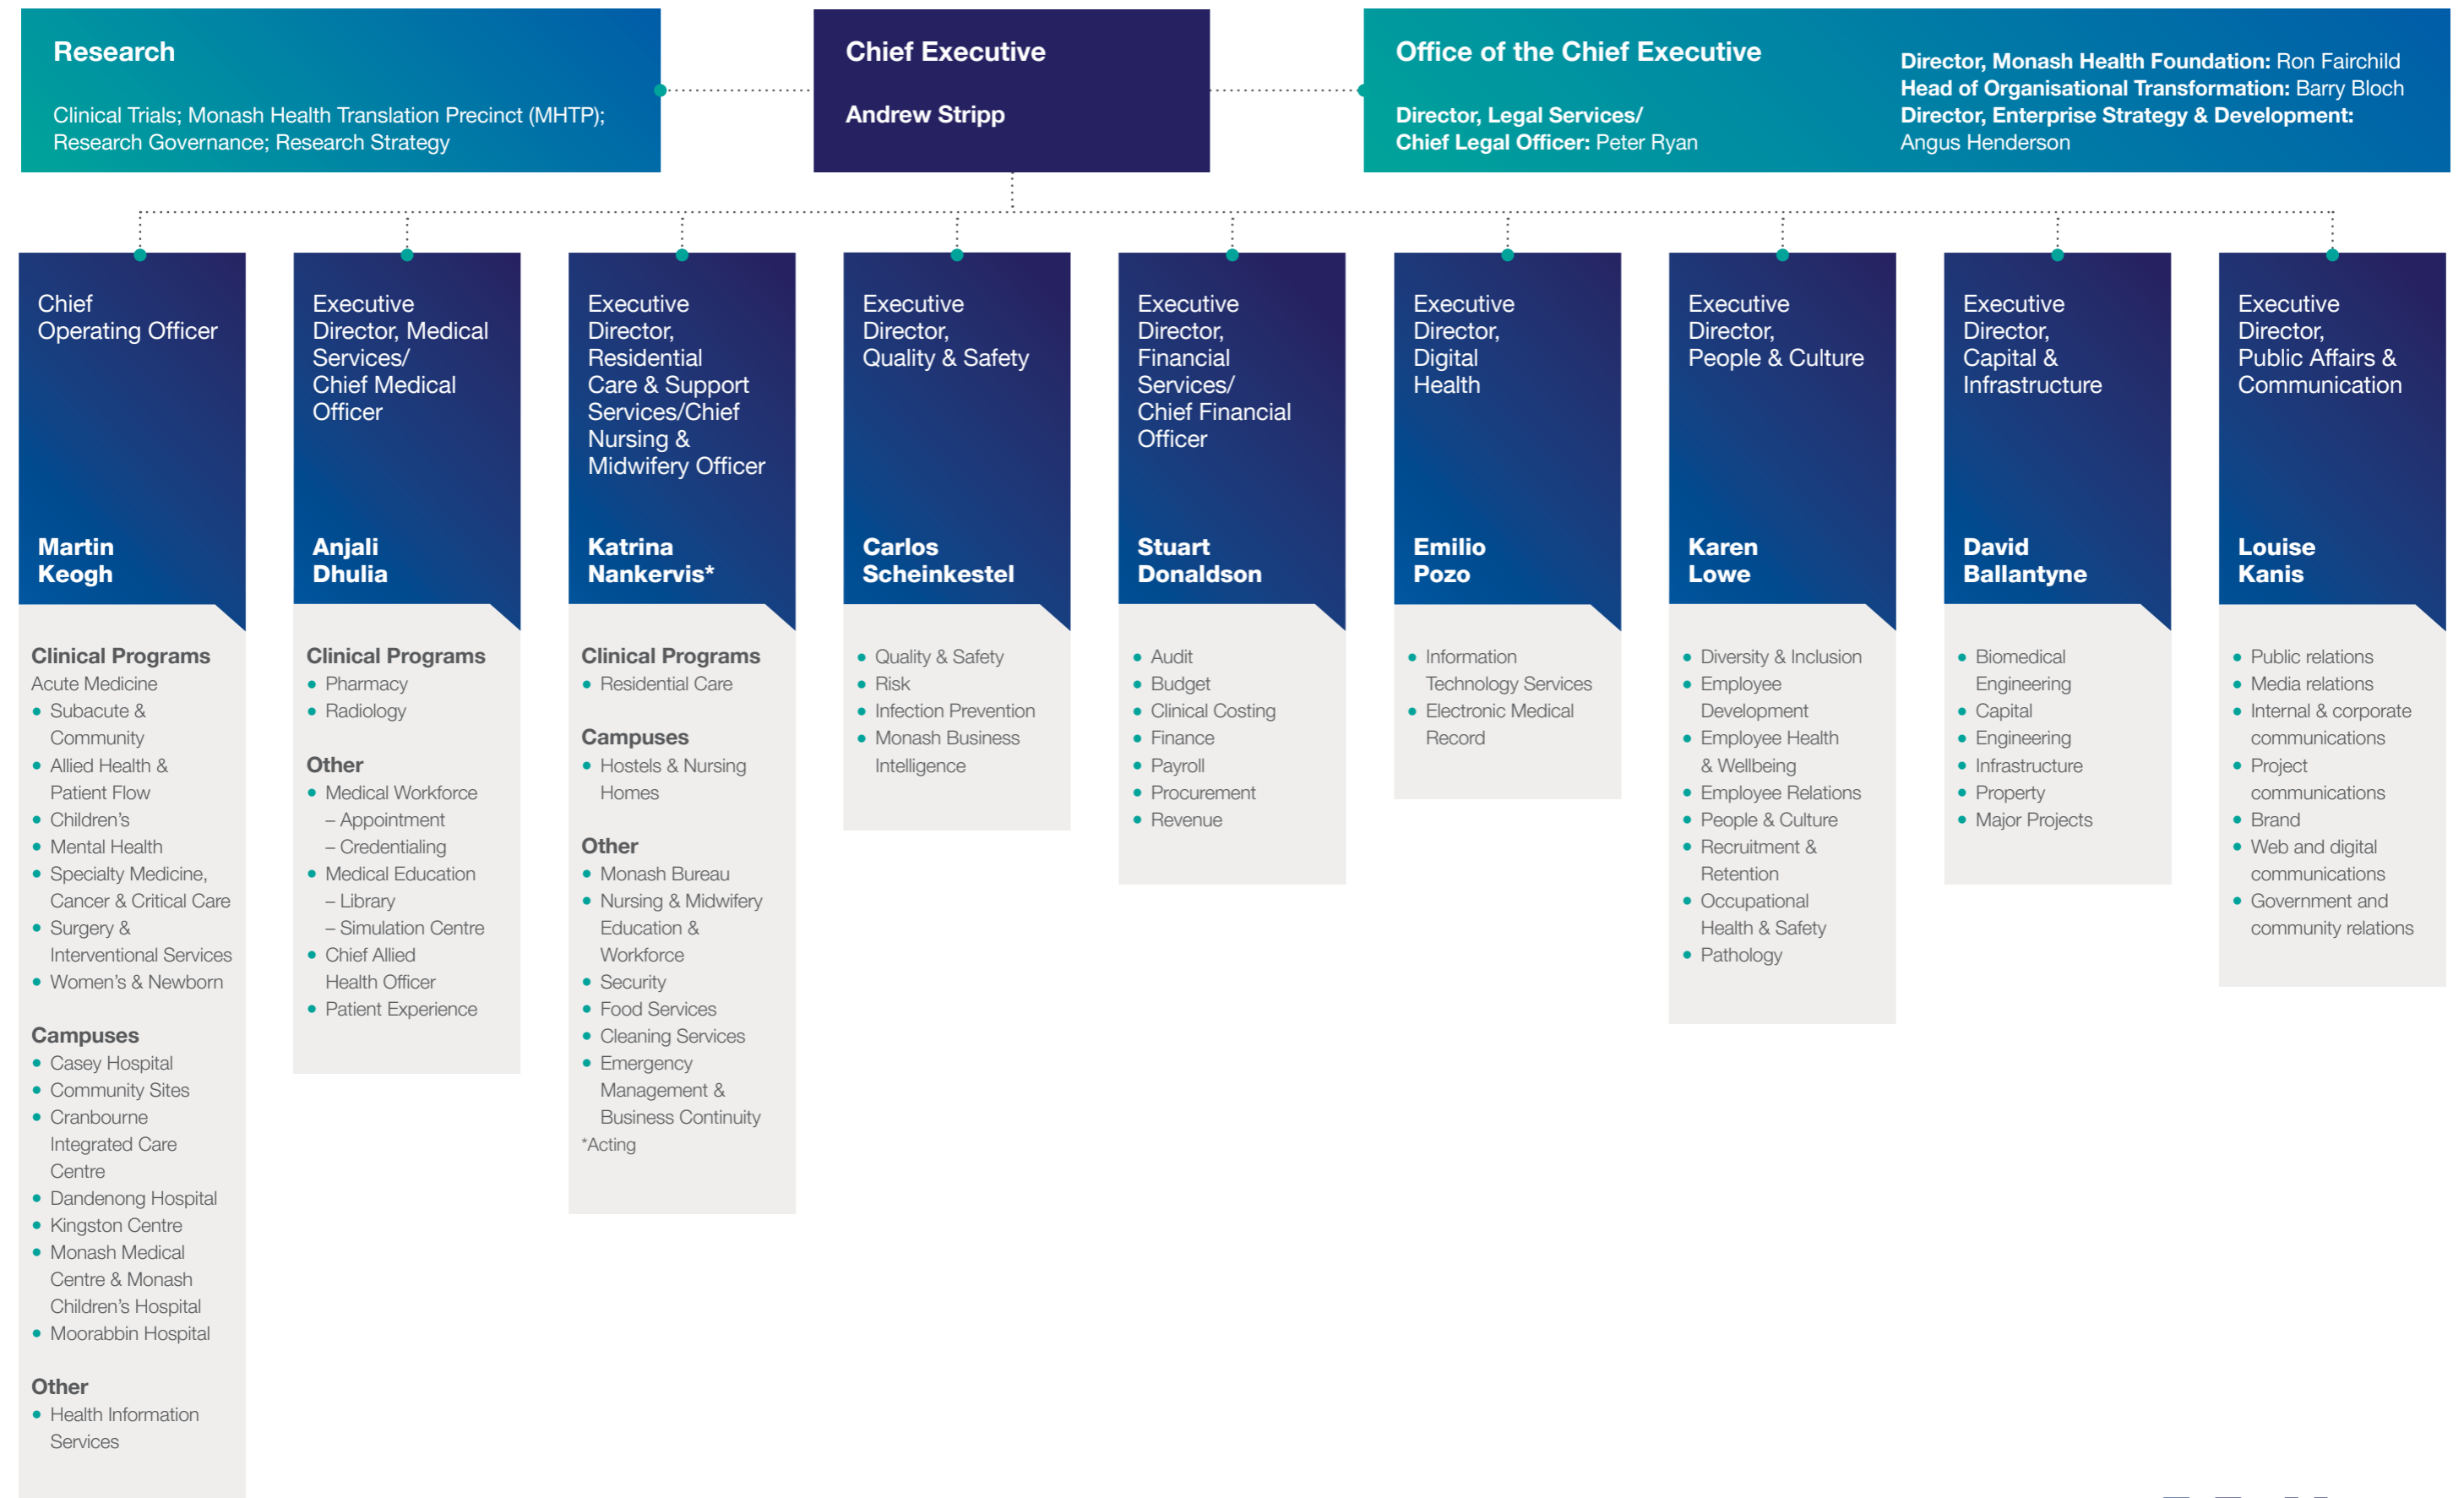 Research
Clinical Trials; Monash Health Translation Precinct (MHTP);
Research Governance; Research Strategy
Chief Executive
Andrew Stripp
Office of the Chief Executive
Director, Legal Services/
Chief Legal Officer: Peter Ryan
Director, Monash Health Foundation: Ron Fairchild
Head of Organisational Transformation: Barry Bloch
Director, Enterprise Strategy & Development:
Angus Henderson
Chief
Operating Officer
Martin
Keogh
Clinical Programs
Acute Medicine
• Subacute &
Community
• Allied Health &
Patient Flow
• Children's
• Mental Health
• Specialty Medicine,
Cancer & Critical Care
• Surgery &
Interventional Services
• Women's & Newborn
Campuses
• Casey Hospital
• Community Sites
• Cranbourne
Integrated Care
Centre
• Dandenong Hospital
• Kingston Centre
• Monash Medical
Centre & Monash
Children's Hospital
• Moorabbin Hospital
Other
• Health Information
Services
Executive
Director, Medical
Services/
Chief Medical
Officer
Anjali
Dhulia
Clinical Programs
• Pharmacy
• Radiology
Other
• Medical Workforce
– Appointment
– Credentialing
• Medical Education
– Library
– Simulation Centre
• Chief Allied
Health Officer
• Patient Experience
Executive
Director,
Residential
Care & Support
Services/Chief
Nursing &
Midwifery Officer
Katrina
Nankervis*
Clinical Programs
• Residential Care
Campuses
• Hostels & Nursing
Homes
Other
• Monash Bureau
• Nursing & Midwifery
Education &
Workforce
• Security
• Food Services
• Cleaning Services
• Emergency
Management &
Business Continuity
*Acting
Executive
Director,
Quality & Safety
Carlos
Scheinkestel
• Quality & Safety
• Risk
• Infection Prevention
• Monash Business
Intelligence
Executive
Director,
Financial
Services/
Chief Financial
Officer
Stuart
Donaldson
• Audit
• Budget
• Clinical Costing
• Finance
• Payroll
• Procurement
• Revenue
Executive
Director,
Digital
Health
Emilio
Pozo
• Information
Technology Services
• Electronic Medical
Record
Executive
Director,
People & Culture
Karen
Lowe
• Diversity & Inclusion
• Employee
Development
• Employee Health
& Wellbeing
• Employee Relations
• People & Culture
• Recruitment &
Retention
• Occupational
Health & Safety
• Pathology
Executive
Director,
Capital &
Infrastructure
David
Ballantyne
• Biomedical
Engineering
• Capital
• Engineering
• Infrastructure
• Property
• Major Projects
Executive
Director,
Public Affairs &
Communication
Louise
Kanis
• Public relations
• Media relations
• Internal & corporate
communications
• Project
communications
• Brand
• Web and digital
communications
• Government and
community relations